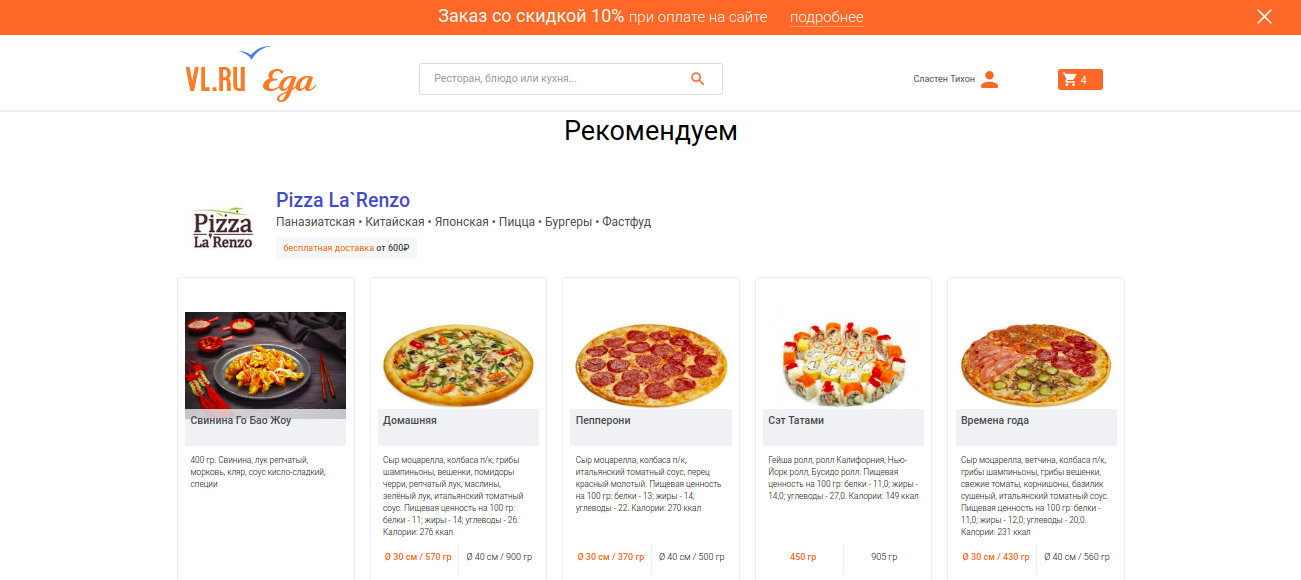 Заказ со скидкой 10% при оплате на сайте подробнее
VL.RU Еда
Ресторан, блюдо или кухня...
Сластен Тихон
4
Рекомендуем
Pizza La`Renzo
Паназиатская • Китайская • Японская • Пицца • Бургеры • Фастфуд
бесплатная доставка от 600₽
Pizza
La'Renzo
Свинина Го Бао Жоу
400 гр. Свинина, лук репчатый,
морковь, кляр, соус кисло-сладкий,
специи
Домашняя
Сыр моцарелла, колбаса п/к, грибы
шампиньоны, вешенки, помидоры
черри, репчатый лук, маслины,
зелёный лук, итальянский томатный
соус. Пищевая ценность на 100 гр:
белки - 11; жиры - 14; углеводы - 26.
Калории: 276 ккал
Ø 30 см / 570 гр
Ø 40 см / 900 гр
Пепперони
Сыр моцарелла, колбаса п/к,
итальянский томатный соус, перец
красный молотый. Пищевая ценность
на 100 гр: белки - 13; жиры - 14;
углеводы - 22. Калории: 270 ккал
Ø 30 см / 370 гр
Ø 40 см / 500 гр
Сэт Татами
Гейша ролл, ролл Калифорния, Нью-
Йорк ролл, Бусидо ролл. Пищевая
ценность на 100 гр: белки - 11,0; жиры -
14,0; углеводы - 27,0. Калории: 149 ккал
450 гр
905 гр
Времена года
Сыр моцарелла, ветчина, колбаса п/к,
грибы шампиньоны, грибы вешенки,
свежие томаты, корнишоны, базилик
сушеный, итальянский томатный соус.
Пищевая ценность на 100 гр: белки -
11,0; жиры - 12,0; углеводы - 20,0.
Калории: 231 ккал
Ø 30 см / 430 гр
Ø 40 см / 560 гр